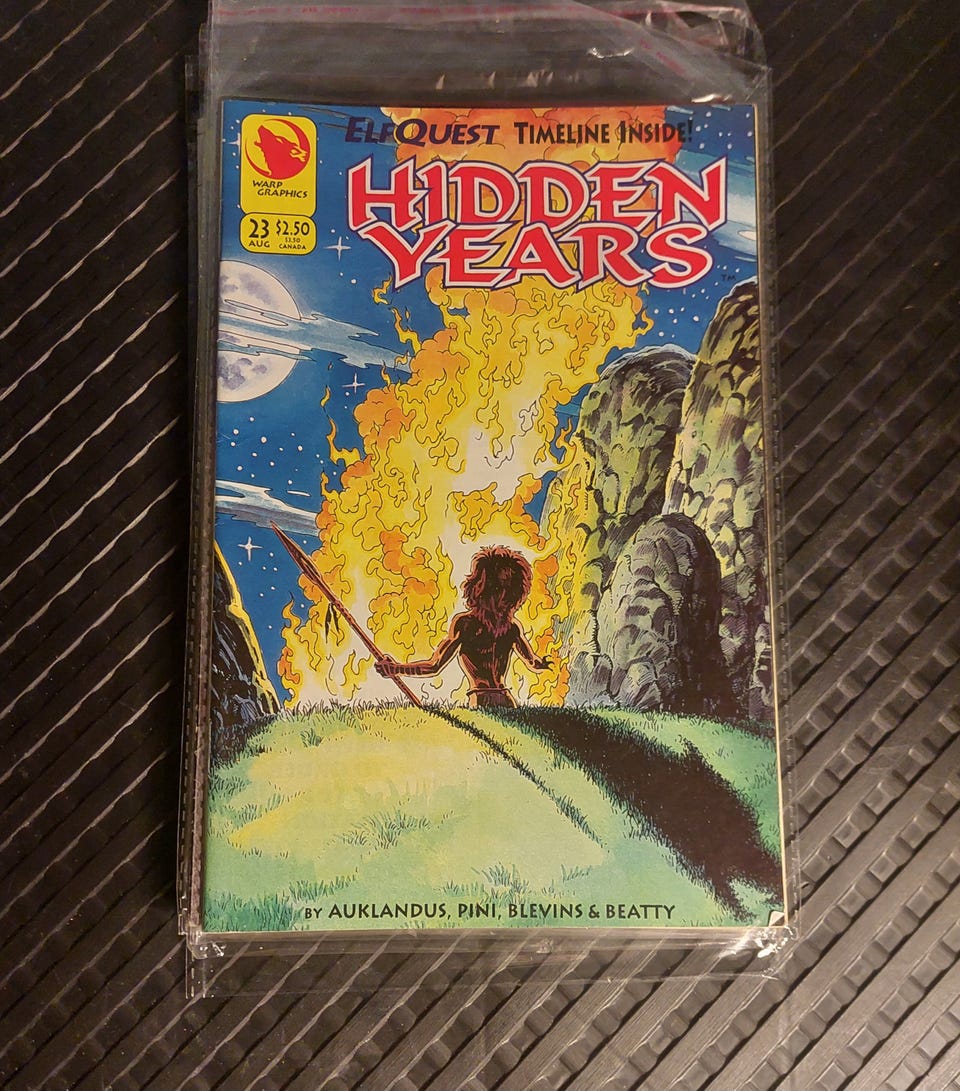 ELFQUEST TIMELINE INSIDE!
HIDDEN
YEARS
TM
WARP
GRAPHICS
23 $2.50
AUG $3.50
CANADA
BY AUKLANDUS, PINI, BLEVINS & BEATTY